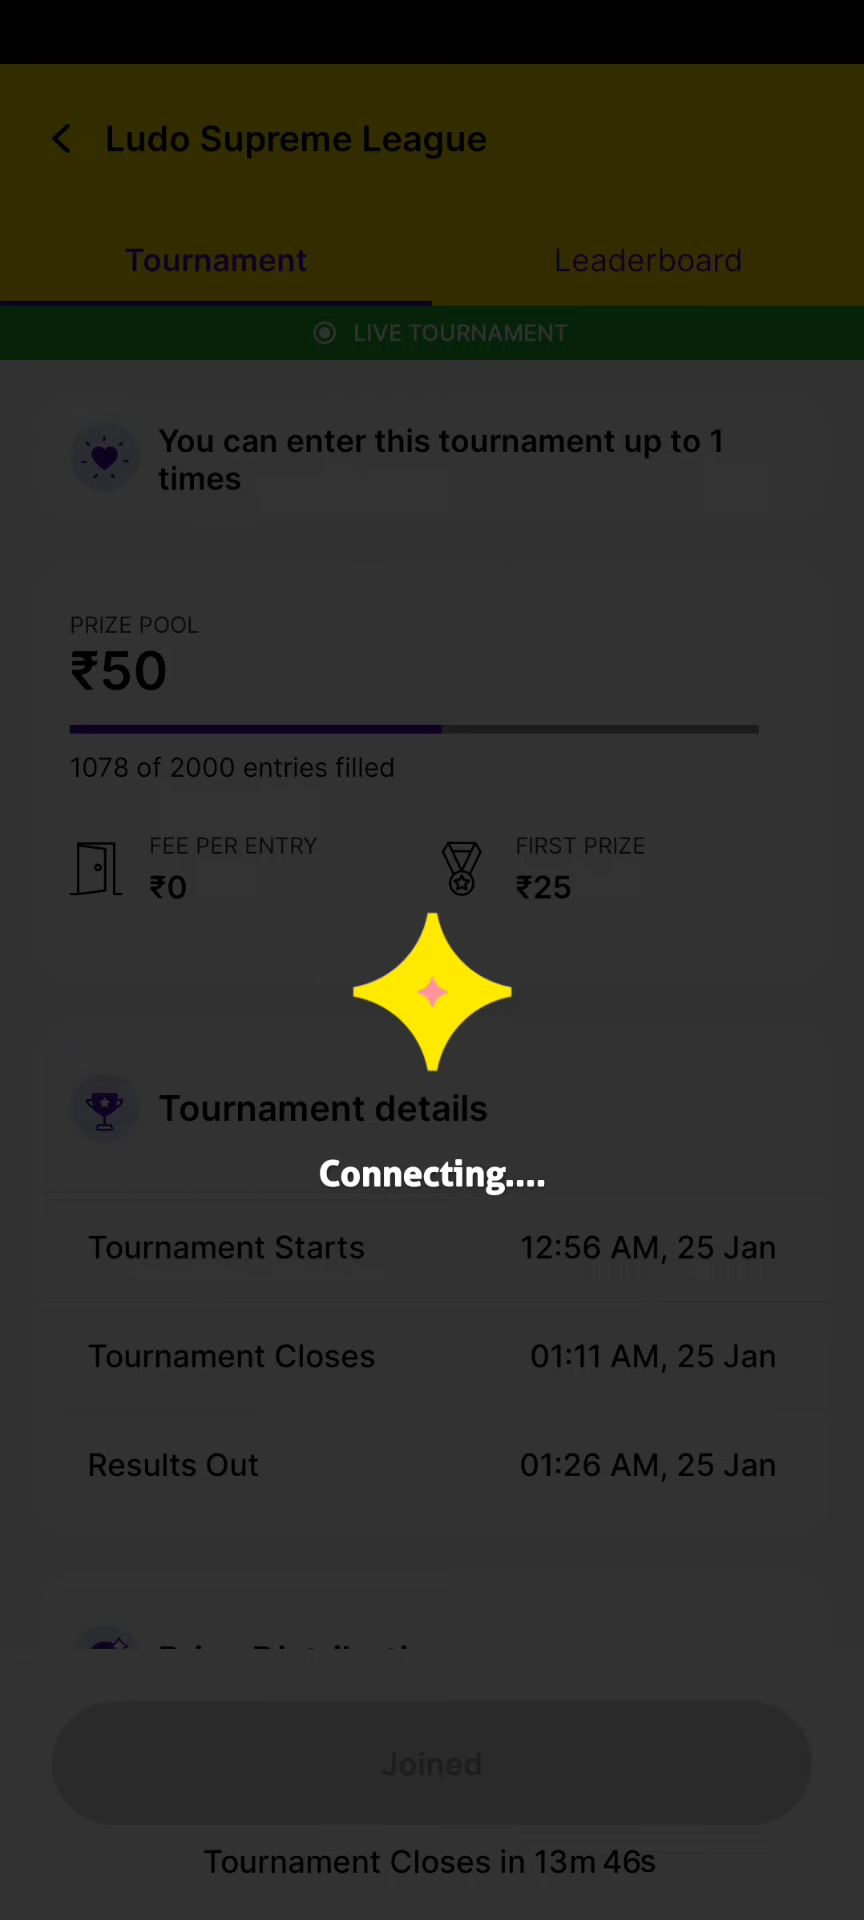 Ludo Supreme League
Tournament
Leaderboard
LIVE TOURNAMENT
You can enter this tournament up to 1
times
PRIZE POOL
₹50
1078 of 2000 entries filled
FEE PER ENTRY
₹0
FIRST PRIZE
₹25
Tournament details
Connecting....
Tournament Starts
12:56 AM, 25 Jan
Tournament Closes
01:11 AM, 25 Jan
Results Out
01:26 AM, 25 Jan
Joined
Tournament Closes in 13m 46s